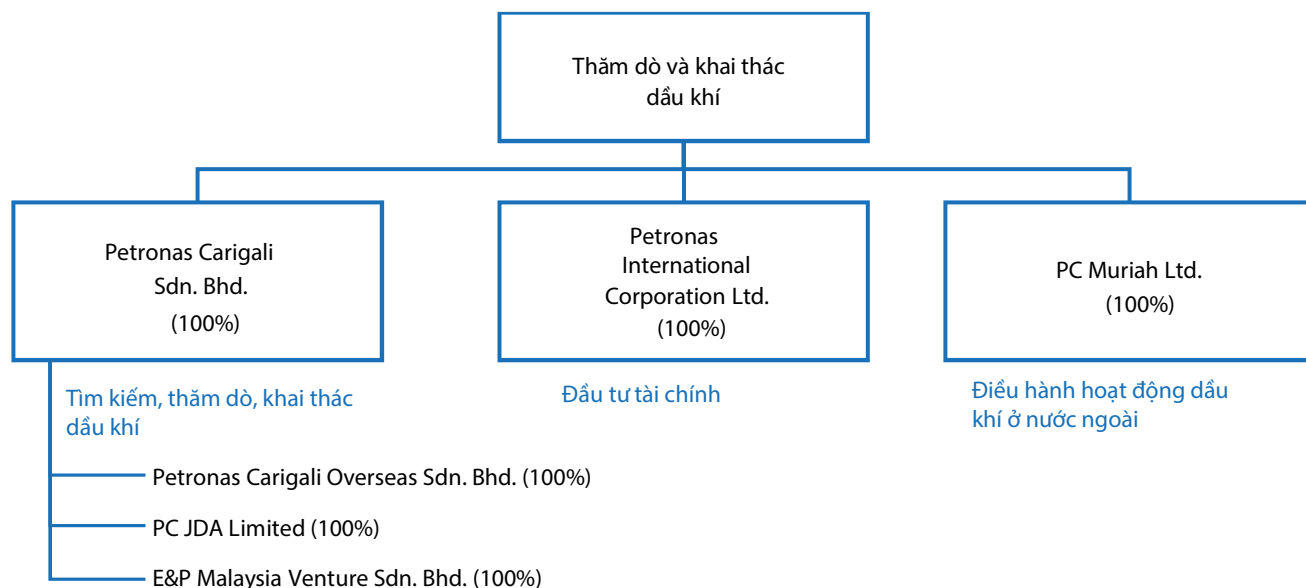 Thăm dò và khai thác
dầu khí
Petronas Carigali
Sdn. Bhd.
(100%)
Petronas
International
Corporation Ltd.
(100%)
PC Muriah Ltd.
(100%)
Tìm kiếm, thăm dò, khai thác
dầu khí
Đầu tư tài chính
Điều hành hoạt động dầu
khí ở nước ngoài
Petronas Carigali Overseas Sdn. Bhd. (100%)
PC JDA Limited (100%)
E&P Malaysia Venture Sdn. Bhd. (100%)